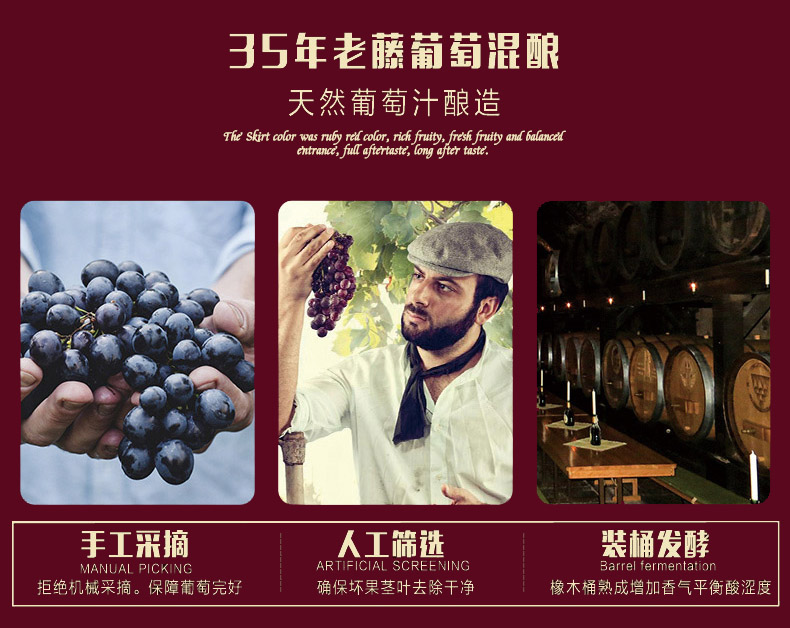 35年老藤葡萄混酿
天然葡萄汁酿造
The Skirt color was ruby red color, rich fruity, fresh fruity and balanced
entrance, full aftertaste, long after taste.
手工采摘
MANUAL PICKING
拒绝机械采摘。保障葡萄完好
人工筛选
ARTIFICIAL SCREENING
确保坏果茎叶去除干净
装桶发酵
Barrel fermentation
橡木桶熟成增加香气平衡酸涩度